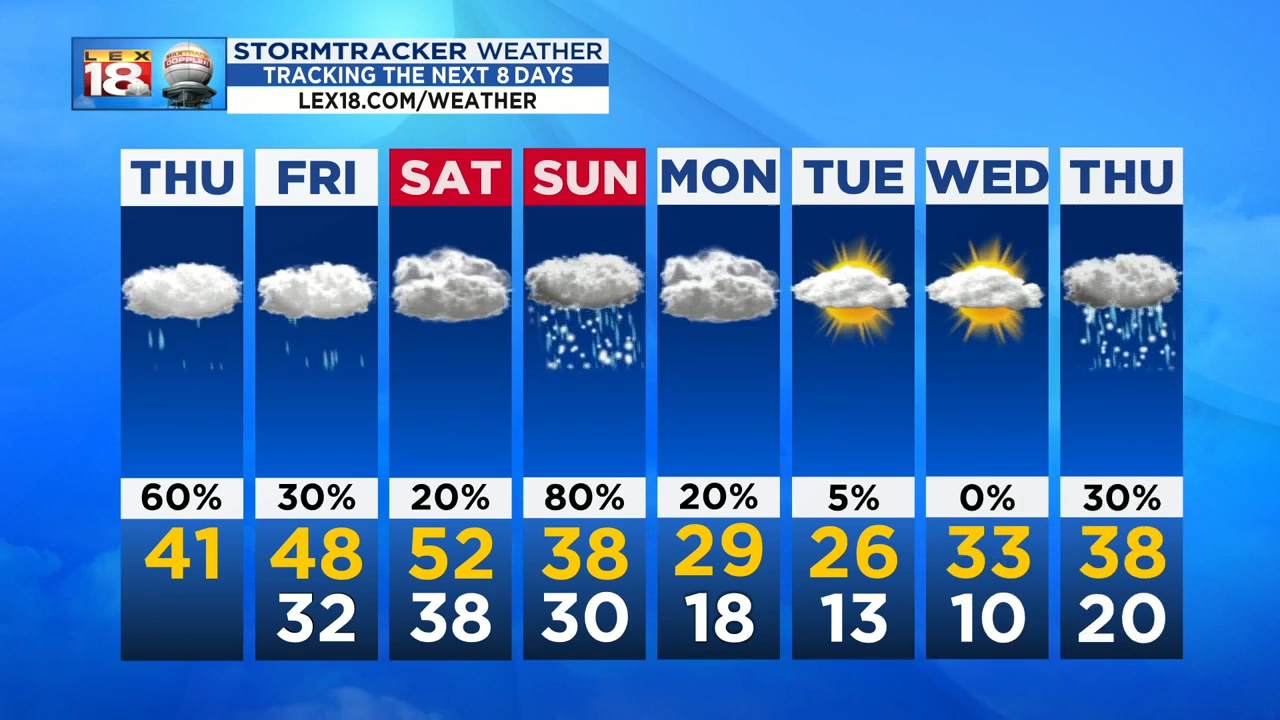 LEX
18
MAXTRACK
DOPPLER
STORMTRACKER WEATHER
TRACKING THE NEXT 8 DAYS
LEX18.COM/WEATHER
THU FRI SAT SUN MON TUE WED THU
60% 30% 20% 80% 20% 5% 0% 30%
41 48 52 38 29 26 33 38
32 38 30 18 13 10 20